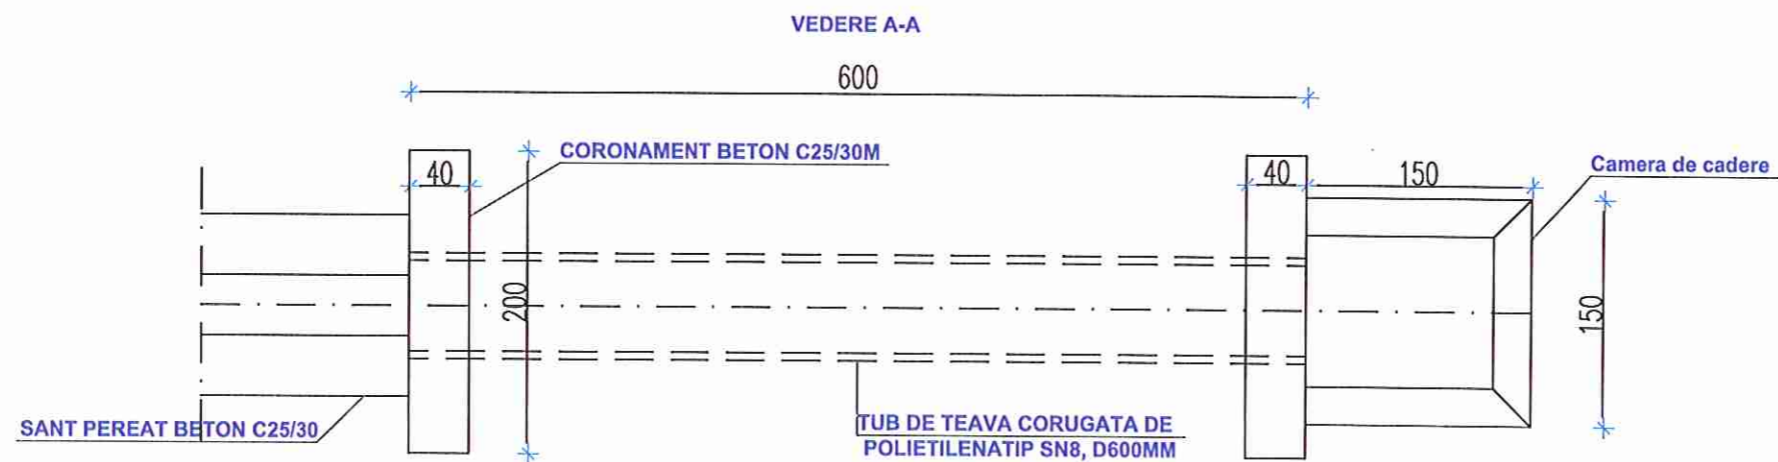 VEDERE A-A
600
CORONAMENT BETON C25/30M
40
40
150
Camera de cadere
200
150
SANT PEREAT BETON C25/30
TUB DE TEAVA CORUGATA DE
POLIETILENATIP SN8, D600MM